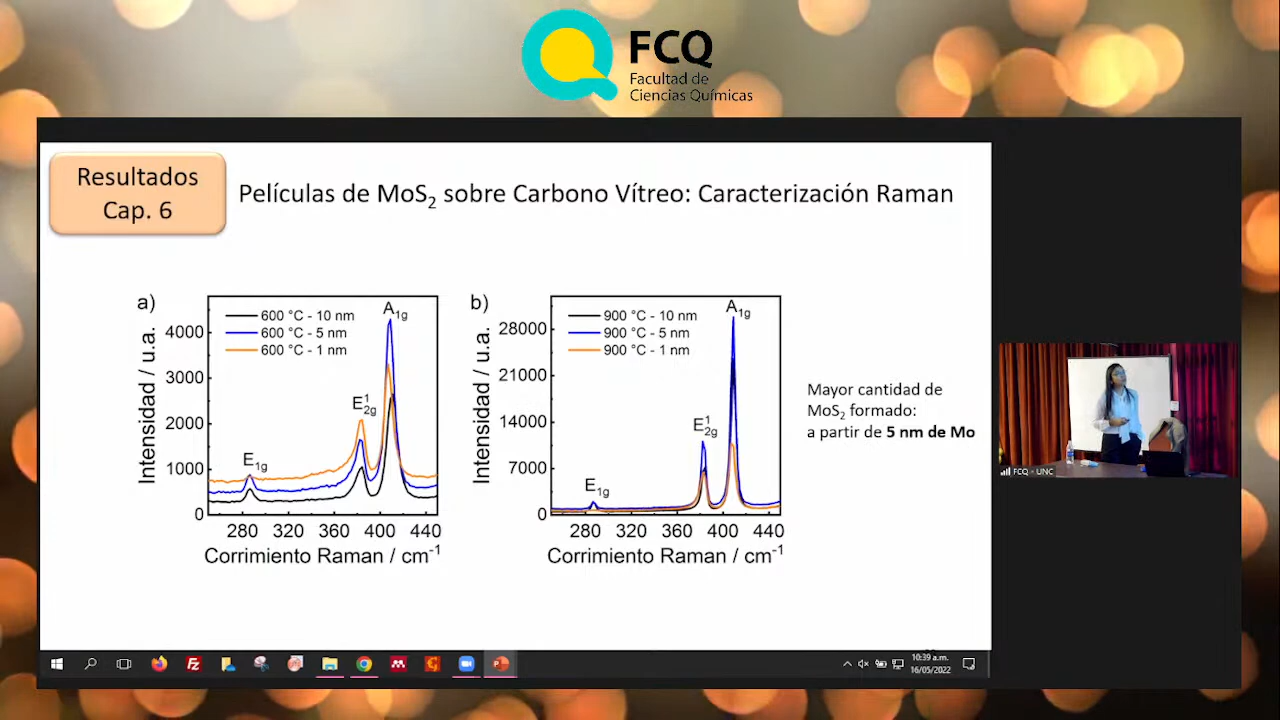 FCQ
Facultad de
Ciencias Químicas
Resultados
Cap. 6
Películas de MoS2 sobre Carbono Vítreo: Caracterización Raman
a)
600 °C - 10 nm
600 °C - 5 nm
600 °C - 1 nm
A1g
E12g
E1g
4000
3000
2000
1000
0
Intensidad / u.a.
280 320 360 400 440
Corrimiento Raman / cm-1
b)
900 °C - 10 nm
900 °C - 5 nm
900 °C - 1 nm
A1g
E12g
E1g
28000
21000
14000
7000
0
Intensidad / u.a.
280 320 360 400 440
Corrimiento Raman / cm-1
Mayor cantidad de
MoS2 formado:
a partir de 5 nm de Mo
FCQ - UNC
10:39 a.m.
16/05/2022